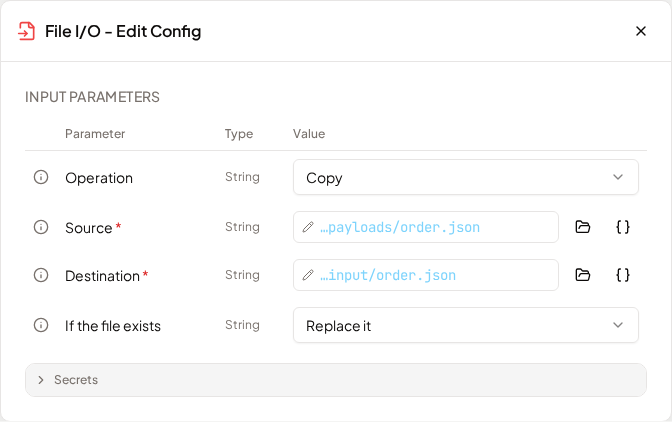 File I/O - Edit Config
INPUT PARAMETERS
Parameter Type Value
Operation String Copy
Source * String …payloads/order.json
Destination * String …input/order.json
If the file exists String Replace it
Secrets